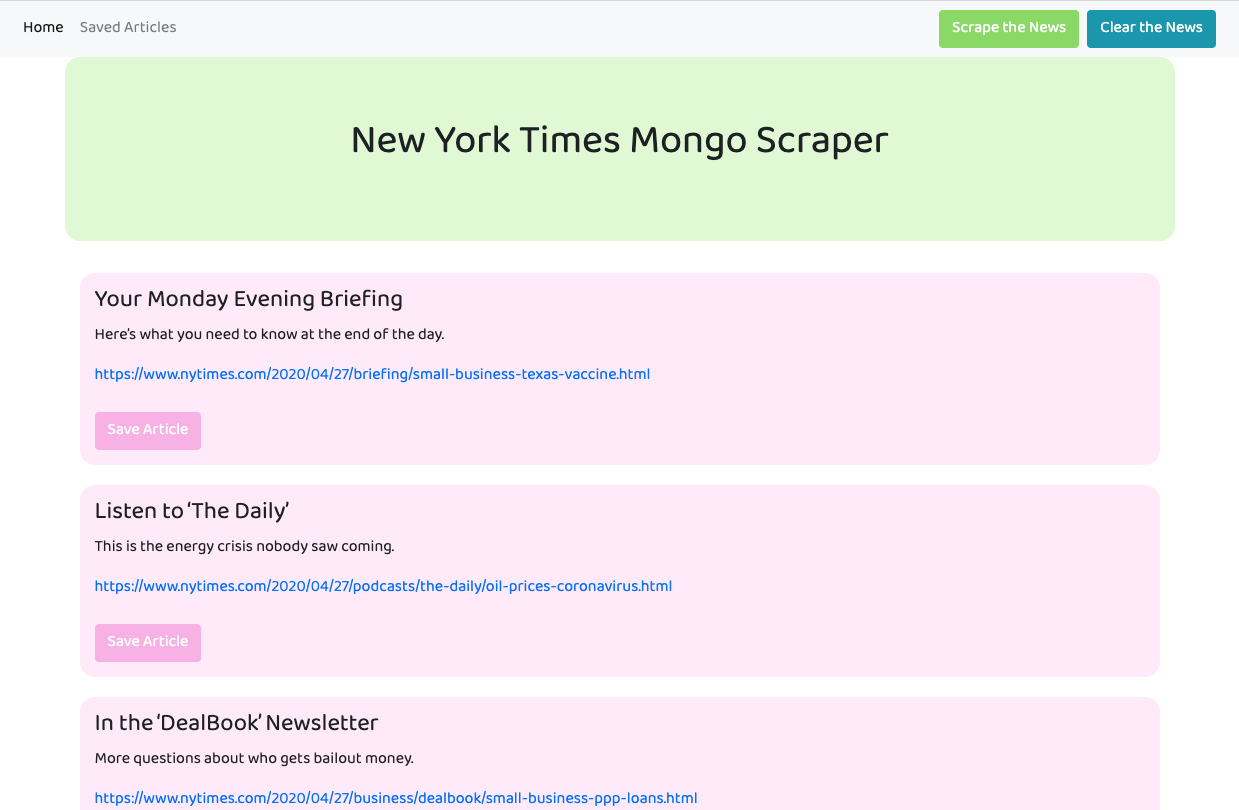 Home Saved Articles Scrape the News Clear the News
New York Times Mongo Scraper
Your Monday Evening Briefing
Here's what you need to know at the end of the day.
https://www.nytimes.com/2020/04/27/briefing/small-business-texas-vaccine.html
Save Article
Listen to ‘The Daily’
This is the energy crisis nobody saw coming.
https://www.nytimes.com/2020/04/27/podcasts/the-daily/oil-prices-coronavirus.html
Save Article
In the ‘DealBook’ Newsletter
More questions about who gets bailout money.
https://www.nytimes.com/2020/04/27/business/dealbook/small-business-ppp-loans.html